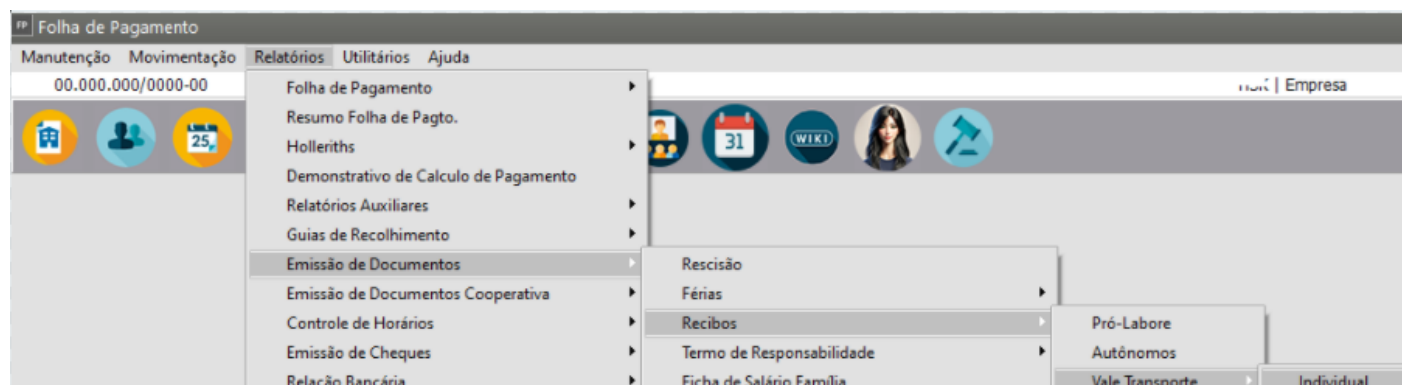 FP Folha de Pagamento
Manutenção Movimentação Relatórios Utilitários Ajuda
00.000.000/0000-00
| Empresa
25
31
WIKI
Folha de Pagamento
Resumo Folha de Pagto.
Holleriths
Demonstrativo de Calculo de Pagamento
Relatórios Auxiliares
Guias de Recolhimento
Emissão de Documentos
Emissão de Documentos Cooperativa
Controle de Horários
Emissão de Cheques
Relação Bancária
Rescisão
Férias
Recibos
Termo de Responsabilidade
Ficha de Salário Família
Pró-Labore
Autônomos
Vale Transporte
Individual